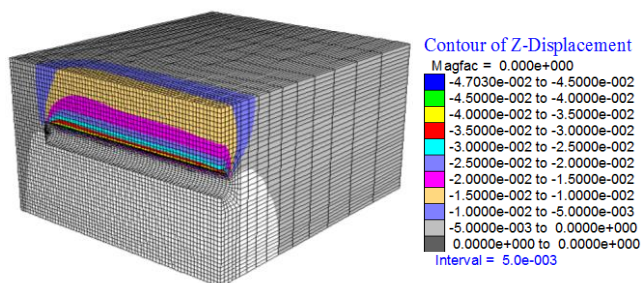 Contour of Z-Displacement
Magfac = 0.000e+000
-4.7030e-002 to -4.5000e-002
-4.5000e-002 to -4.0000e-002
-4.0000e-002 to -3.5000e-002
-3.5000e-002 to -3.0000e-002
-3.0000e-002 to -2.5000e-002
-2.5000e-002 to -2.0000e-002
-2.0000e-002 to -1.5000e-002
-1.5000e-002 to -1.0000e-002
-1.0000e-002 to -5.0000e-003
-5.0000e-003 to 0.0000e+000
0.0000e+000 to 0.0000e+000
Interval = 5.0e-003